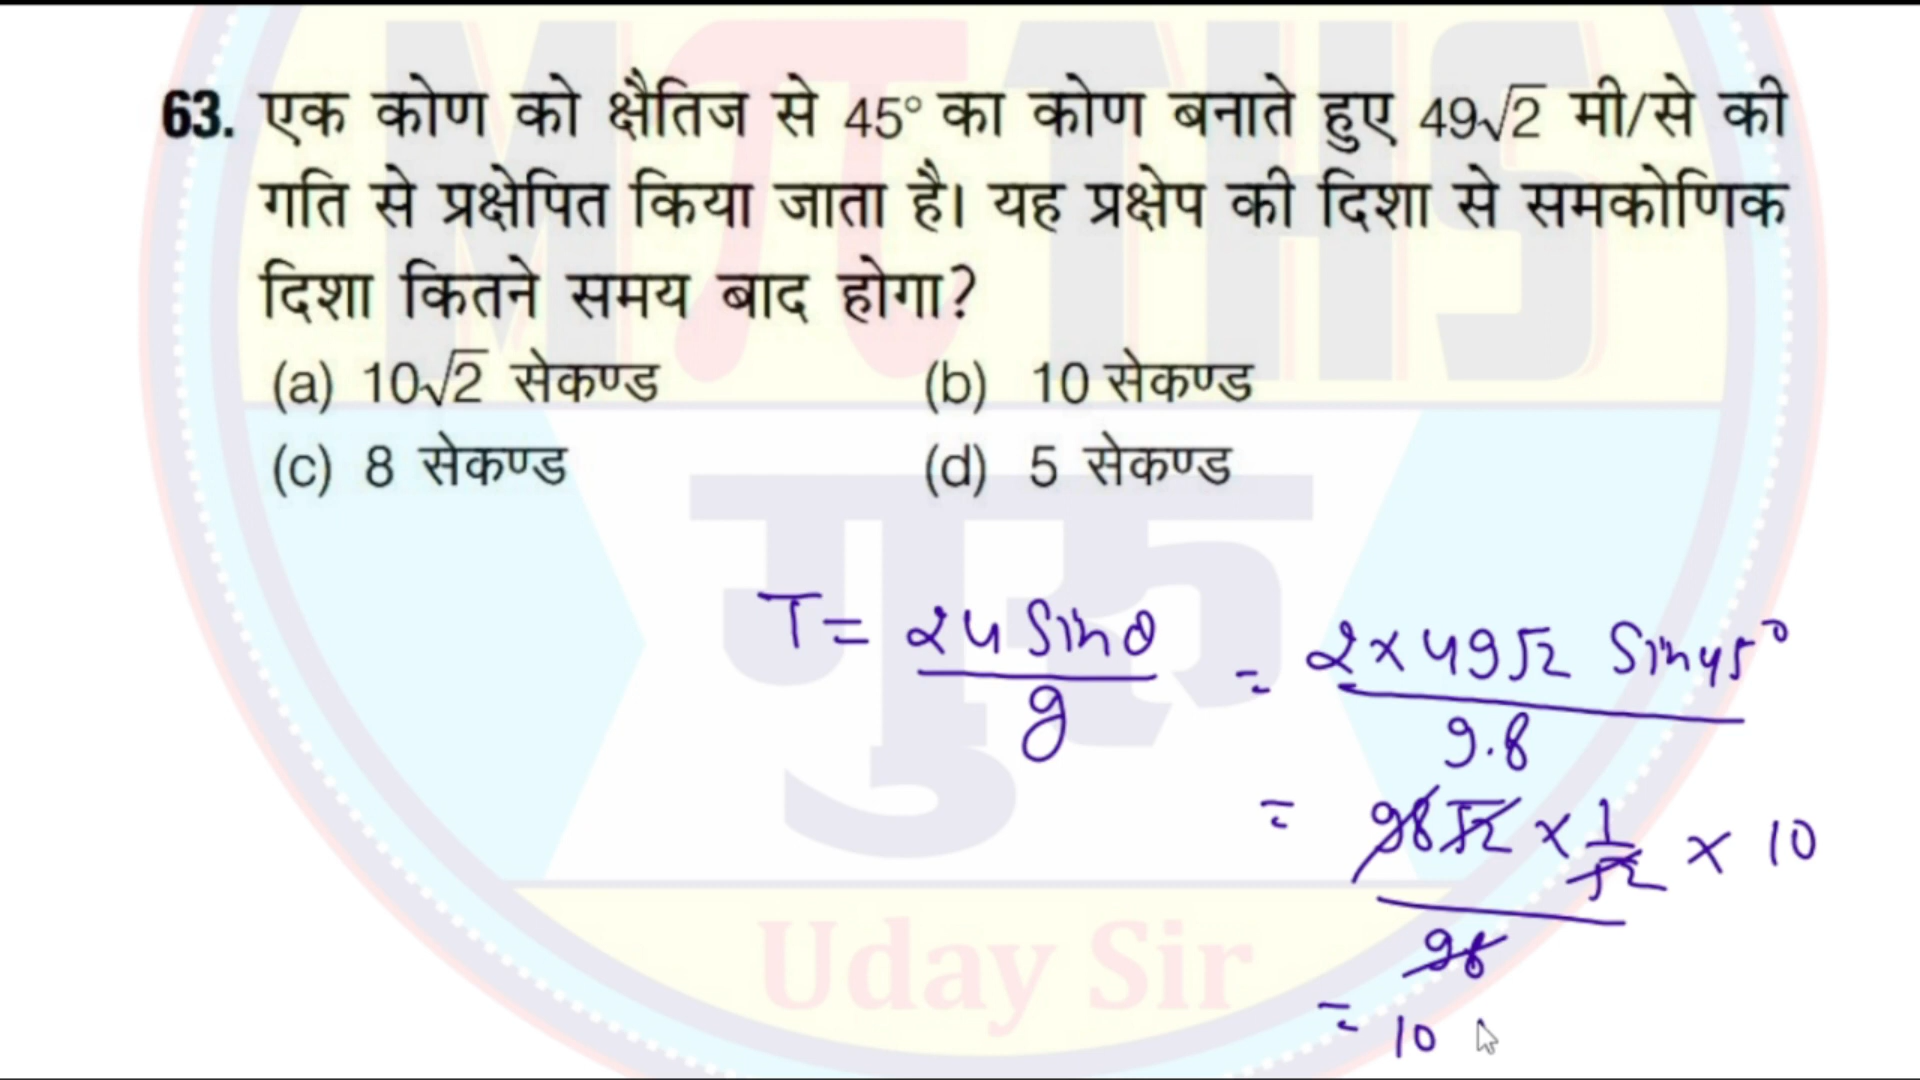 63. एक कोण को क्षैतिज से 45° का कोण बनाते हुए 49√2 मी/से की
गति से प्रक्षेपित किया जाता है। यह प्रक्षेप की दिशा से समकोणिक
दिशा कितने समय बाद होगा?
(a) 10√2 सेकण्ड (b) 10 सेकण्ड
(c) 8 सेकण्ड (d) 5 सेकण्ड
MπTHS
गुरु
Uday Sir
T = 2u Sinθ / g = 2 × 49√2 Sin45° / 9.8
= 98√2 × 1/√2 × 10 / 98
= 10